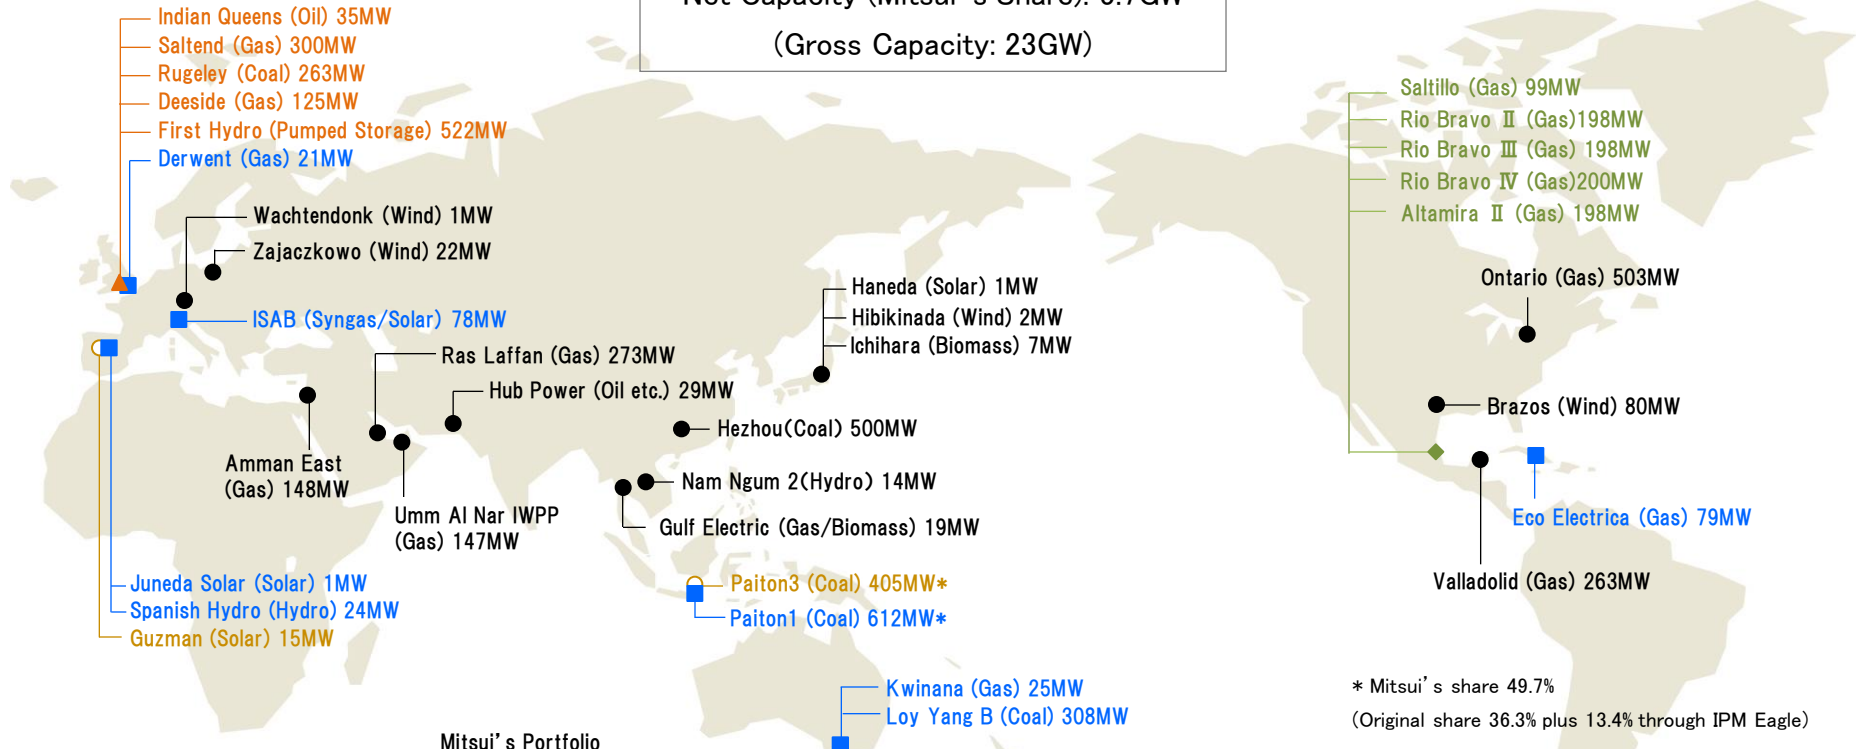 (Gross Capacity: 23GW)
Indian Queens (Oil) 35MW
Saltend (Gas) 300MW
Rugeley (Coal) 263MW
Deeside (Gas) 125MW
First Hydro (Pumped Storage) 522MW
Derwent (Gas) 21MW
Wachtendonk (Wind) 1MW
Zajaczkowo (Wind) 22MW
ISAB (Syngas/Solar) 78MW
Ras Laffan (Gas) 273MW
Hub Power (Oil etc.) 29MW
Amman East
(Gas) 148MW
Umm Al Nar IWPP
(Gas) 147MW
Juneda Solar (Solar) 1MW
Spanish Hydro (Hydro) 24MW
Guzman (Solar) 15MW
Haneda (Solar) 1MW
Hibikinada (Wind) 2MW
Ichihara (Biomass) 7MW
Hezhou(Coal) 500MW
Nam Ngum 2(Hydro) 14MW
Gulf Electric (Gas/Biomass) 19MW
Paiton3 (Coal) 405MW*
Paiton1 (Coal) 612MW*
Kwinana (Gas) 25MW
Loy Yang B (Coal) 308MW
Saltillo (Gas) 99MW
Rio Bravo Ⅱ (Gas)198MW
Rio Bravo Ⅲ (Gas) 198MW
Rio Bravo Ⅳ (Gas)200MW
Altamira Ⅱ (Gas) 198MW
Ontario (Gas) 503MW
Brazos (Wind) 80MW
Eco Electrica (Gas) 79MW
Valladolid (Gas) 263MW
* Mitsui's share 49.7%
(Original share 36.3% plus 13.4% through IPM Eagle)
Mitsui's Portfolio